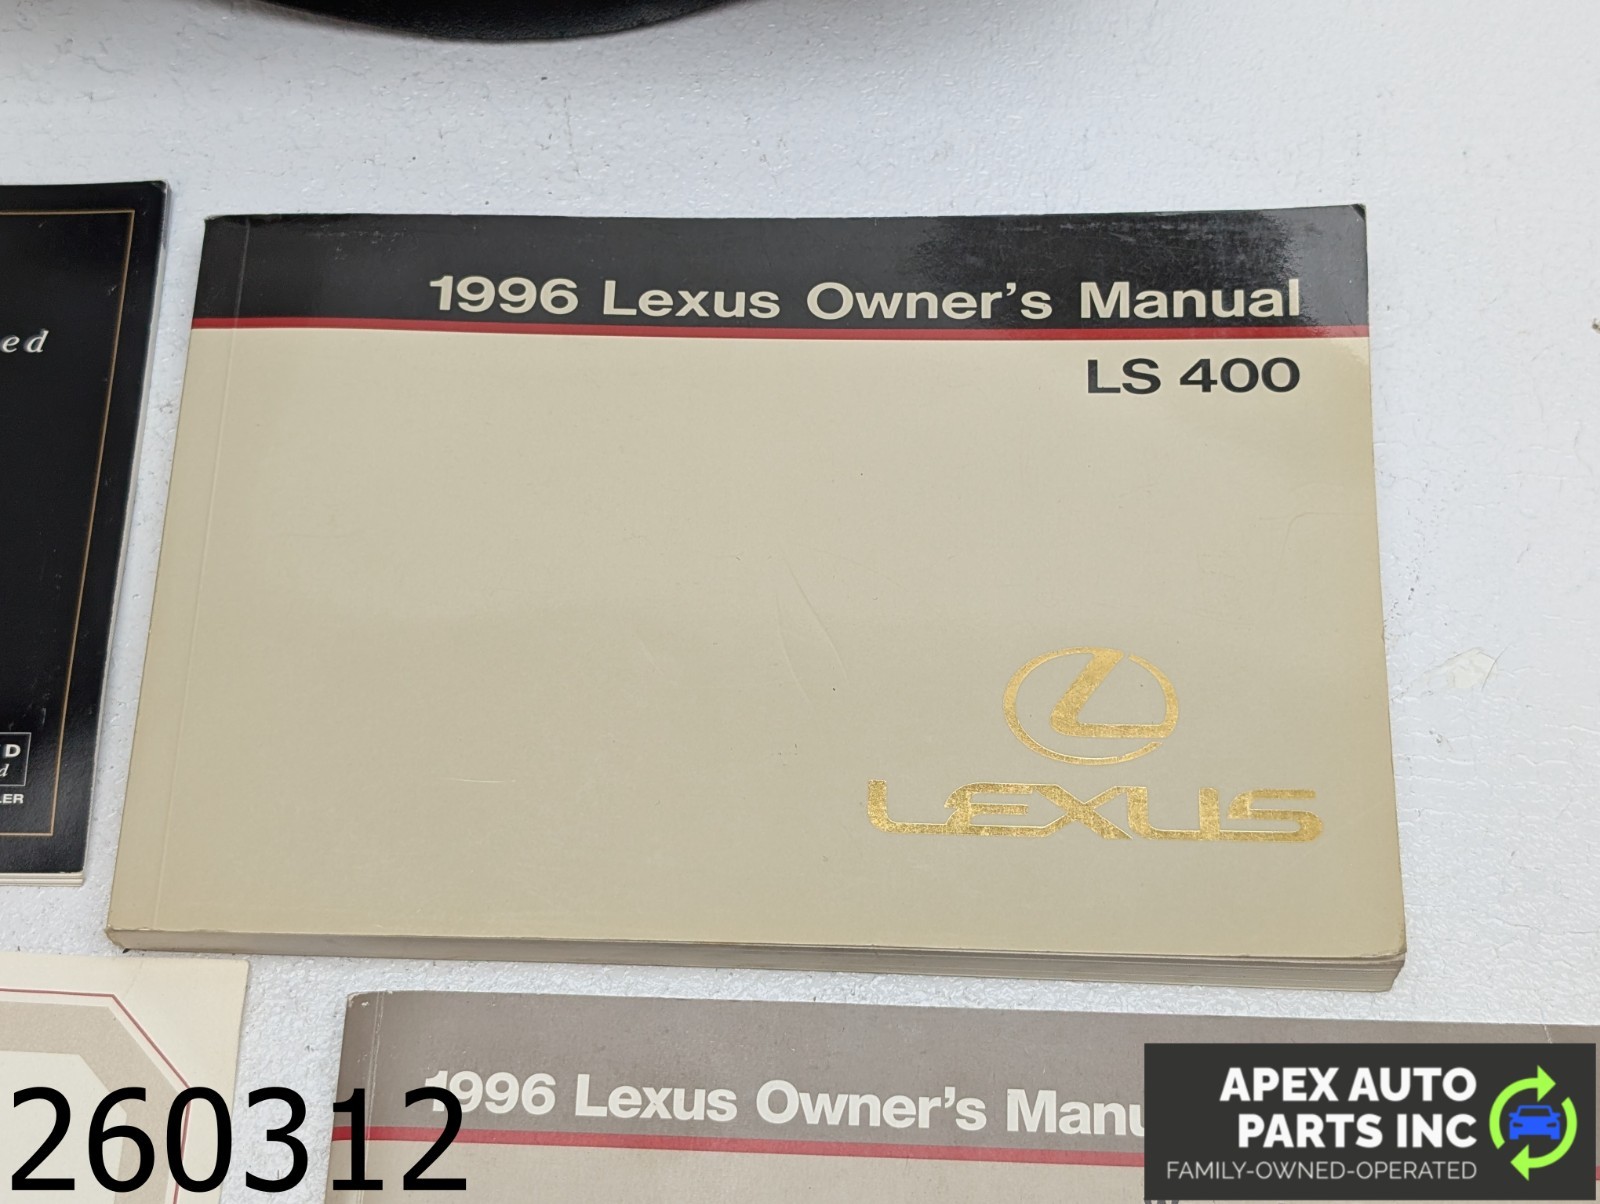 1996 Lexus Owner's Manual
LS 400
LEXUS
ed
D
d
LER
1996 Lexus Owner's Manu
260312
APEX AUTO
PARTS INC
FAMILY-OWNED-OPERATED